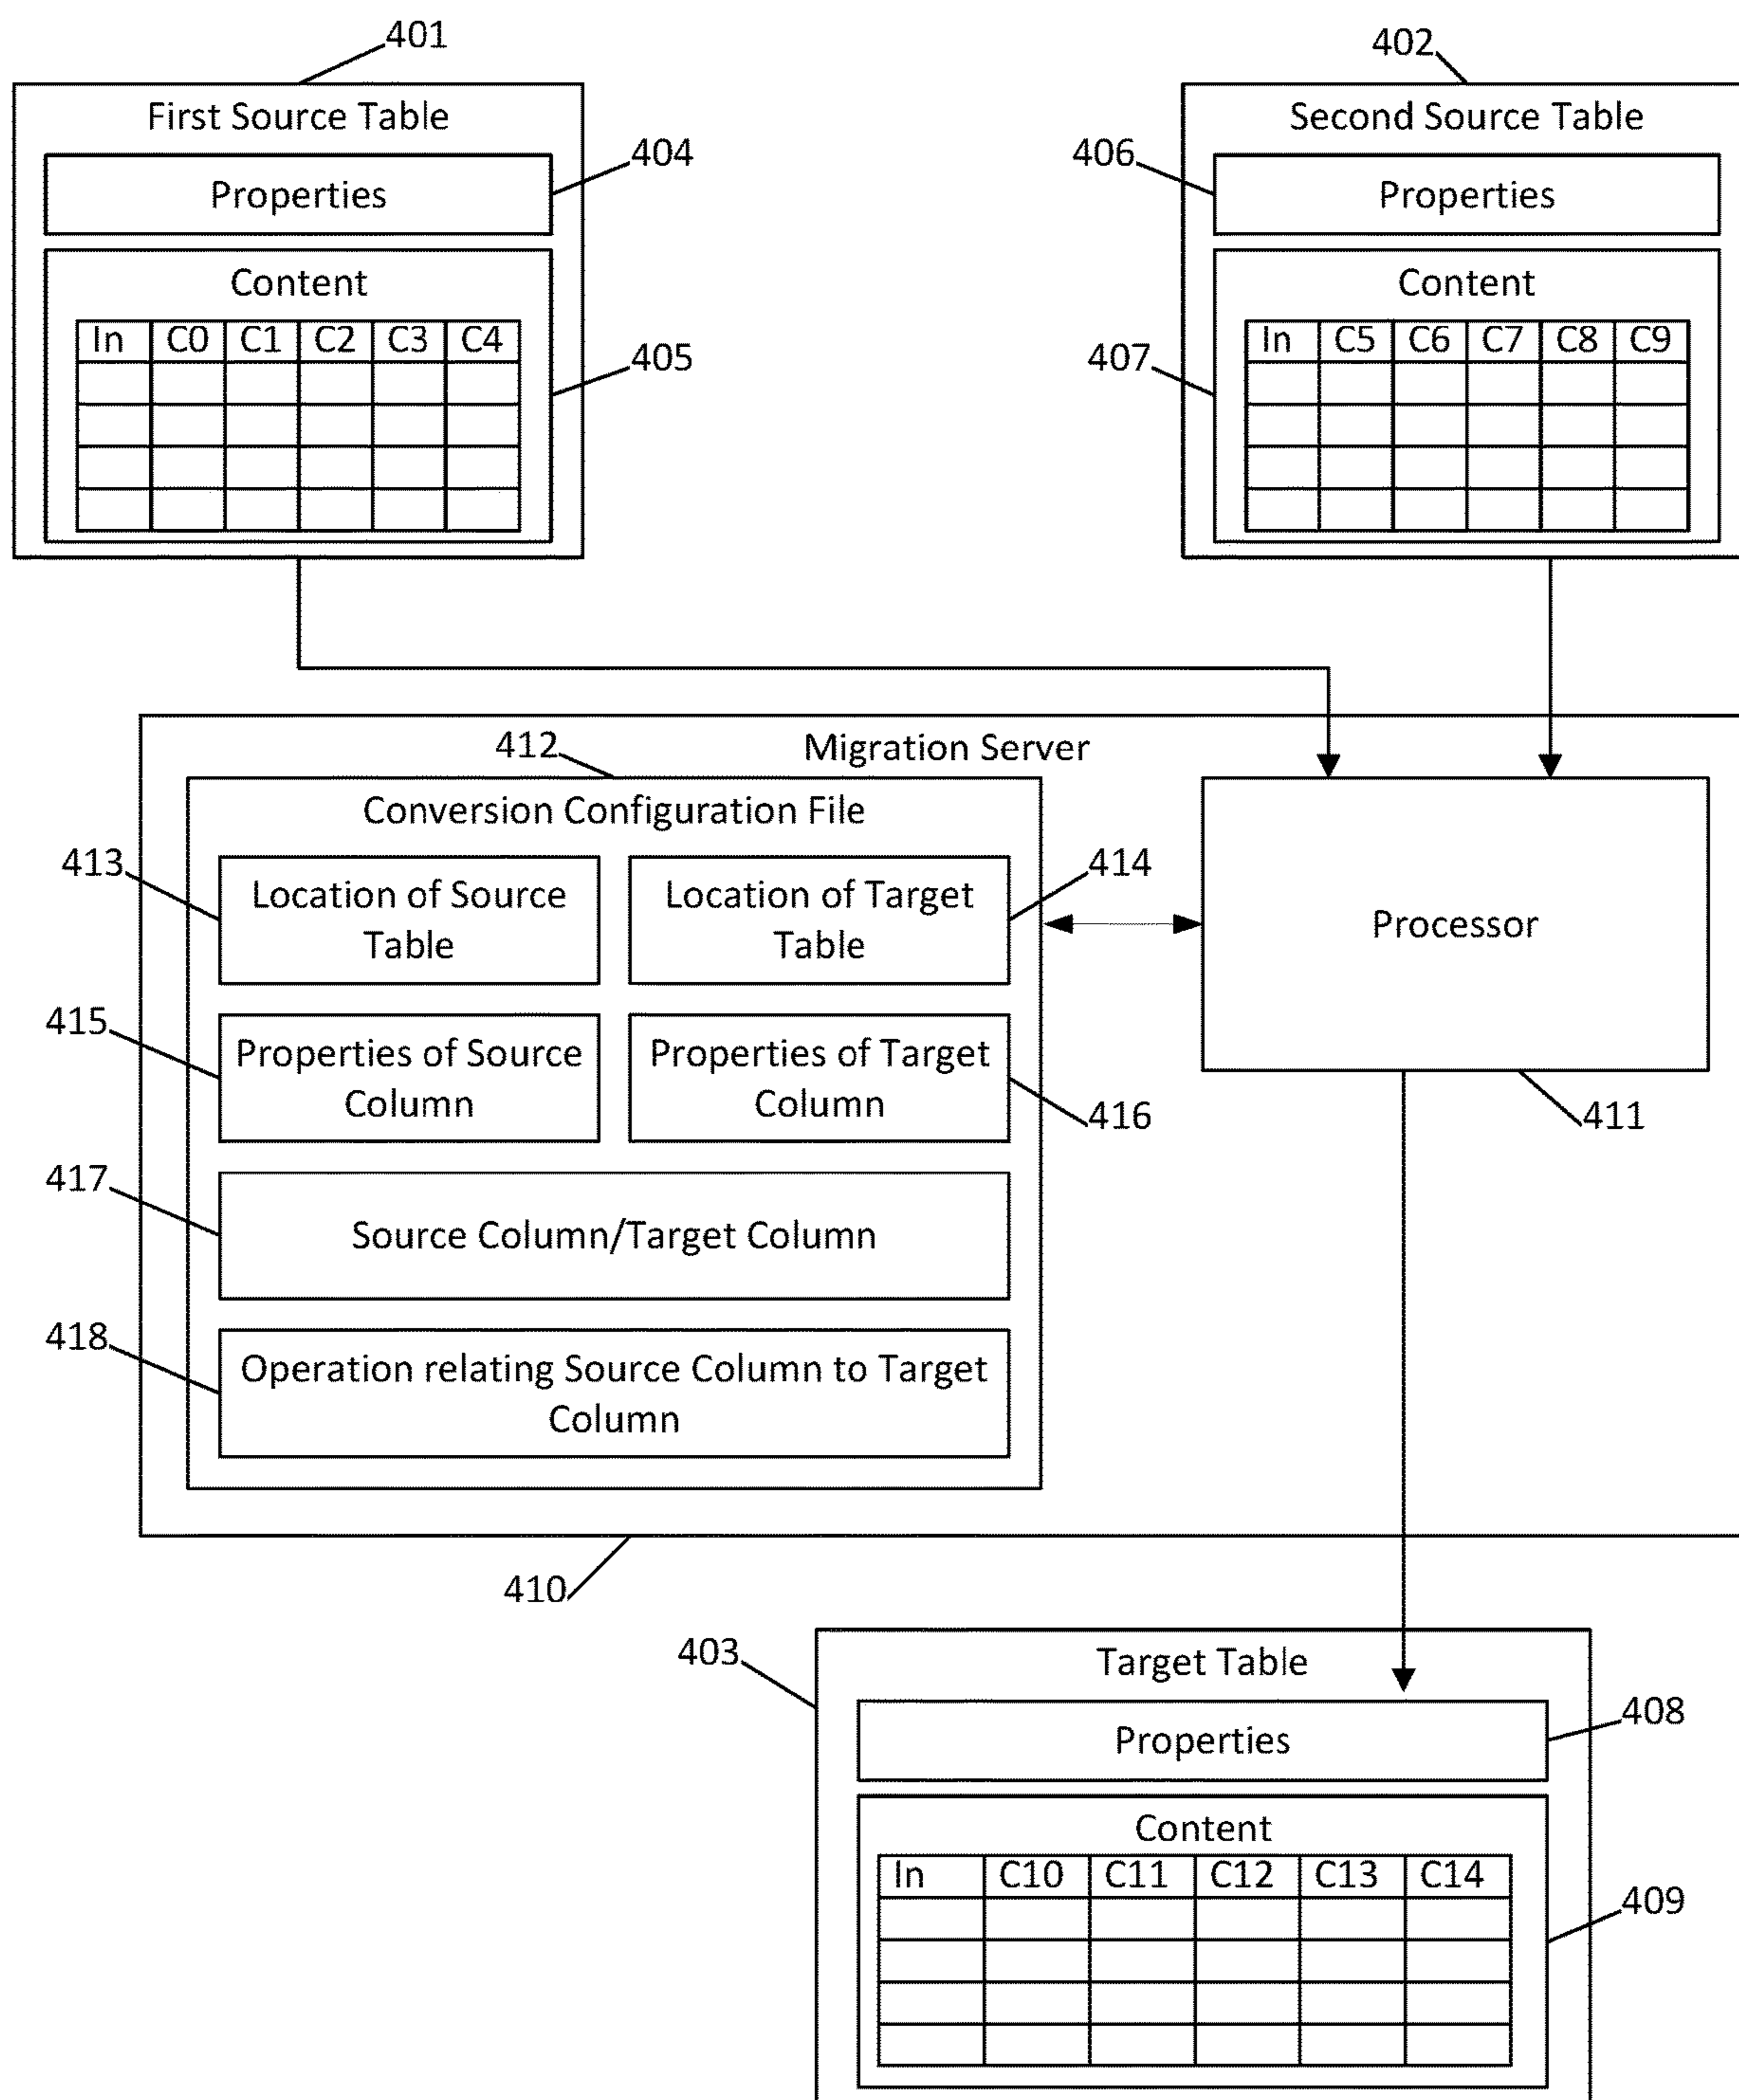 401
402
First Source Table
Second Source Table
404
406
Properties
Properties
Content
Content
In C0 C1 C2 C3 C4
In C5 C6 C7 C8 C9
405
407
412
Migration Server
Conversion Configuration File
413
414
Location of Source
Table
Location of Target
Table
Processor
415
Properties of Source
Column
Properties of Target
Column
416
411
417
Source Column/Target Column
418
Operation relating Source Column to Target
Column
410
403
Target Table
408
Properties
Content
In C10 C11 C12 C13 C14
409